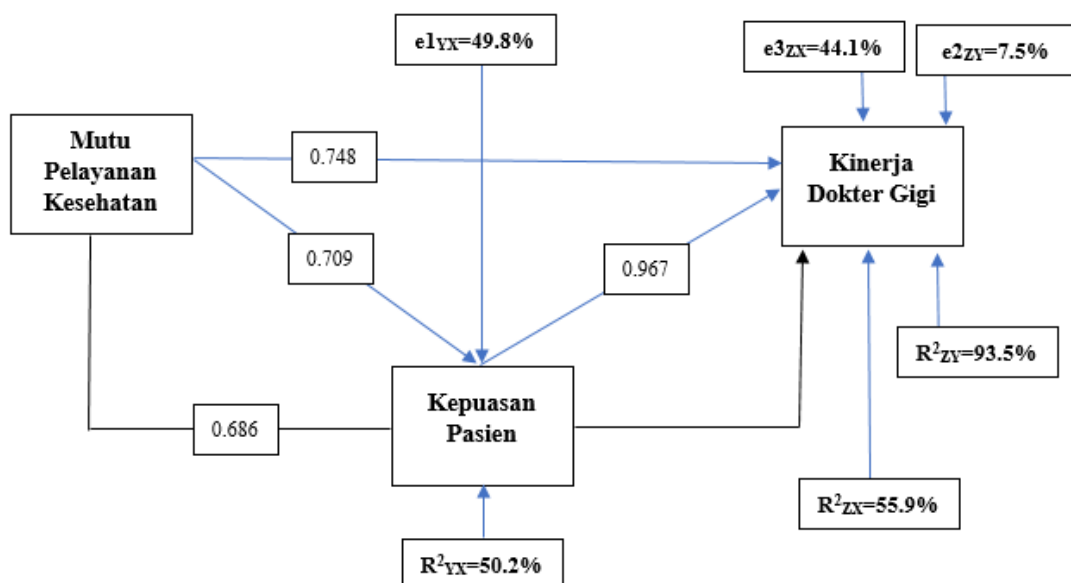 e1YX=49.8%
e3ZX=44.1%
e2ZY=7.5%
Mutu
Pelayanan
Kesehatan
0.748
Kinerja
Dokter Gigi
0.709
0.967
R²ZY=93.5%
Kepuasan
Pasien
0.686
R²ZX=55.9%
R²YX=50.2%